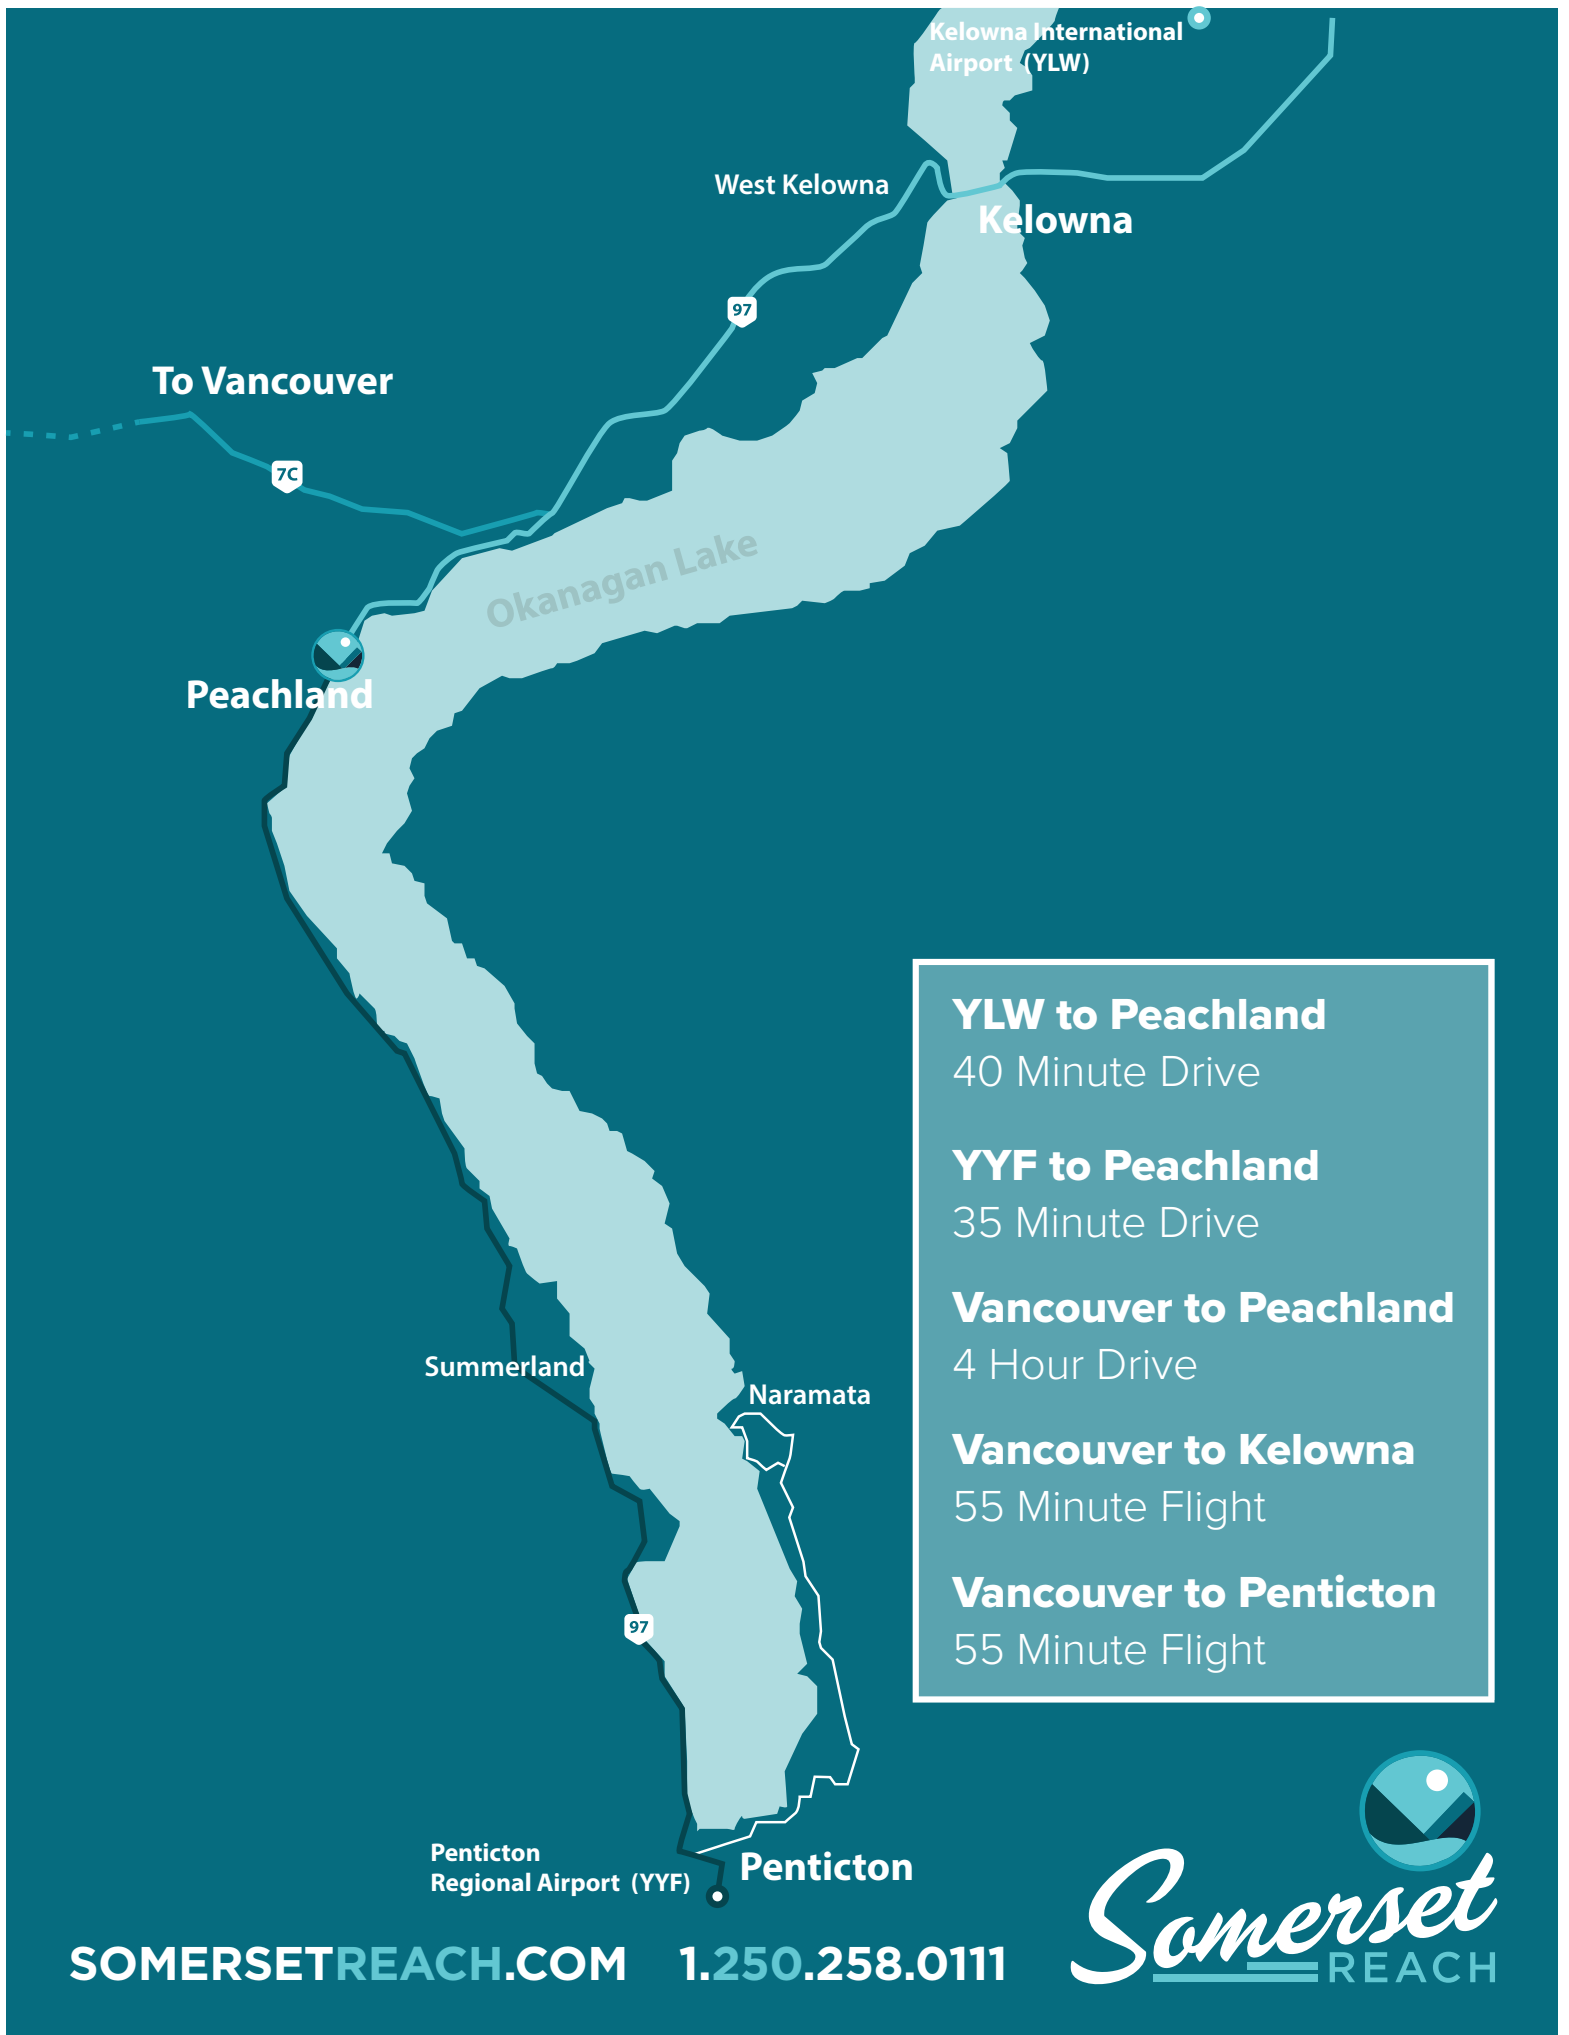 Kelowna International
Airport (YLW)
West Kelowna
Kelowna
97
To Vancouver
7C
Okanagan Lake
Peachland
YLW to Peachland
40 Minute Drive
YYF to Peachland
35 Minute Drive
Vancouver to Peachland
4 Hour Drive
Summerland
Naramata
Vancouver to Kelowna
55 Minute Flight
Vancouver to Penticton
55 Minute Flight
97
Penticton
Regional Airport (YYF)
Penticton
SOMERSETREACH.COM 1.250.258.0111
Somerset
REACH